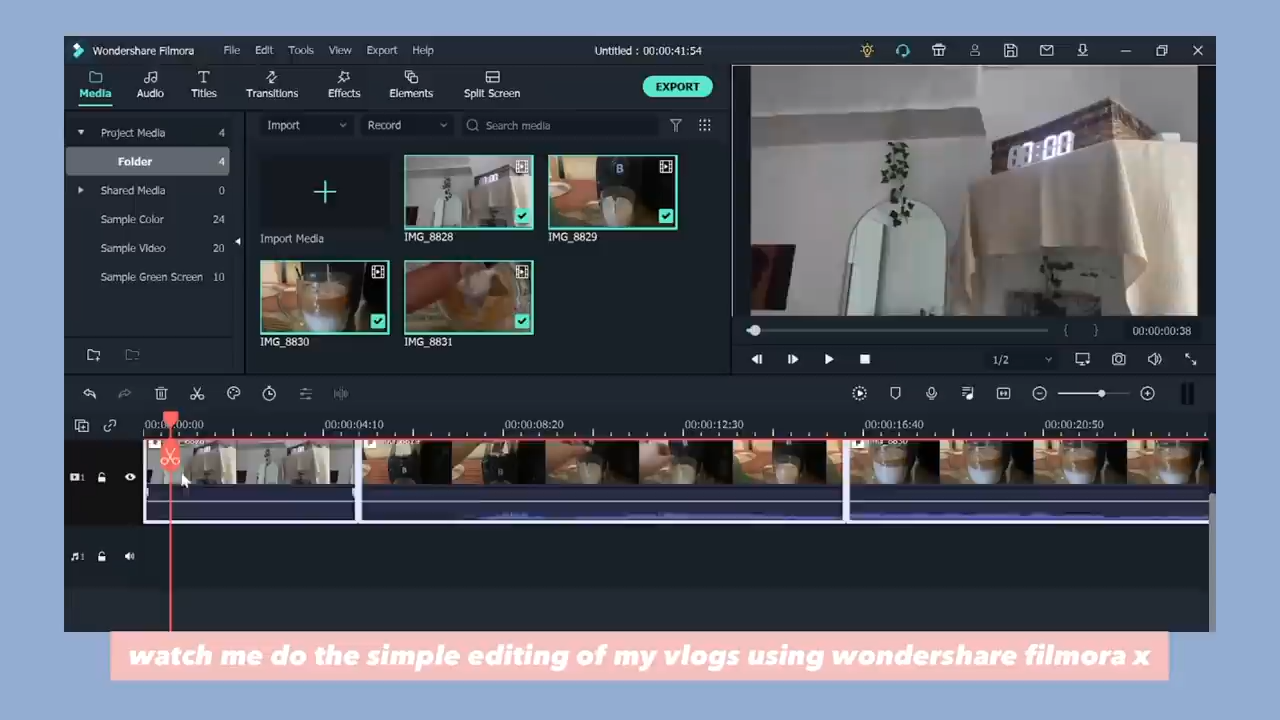 Wondershare Filmora File Edit Tools View Export Help Untitled : 00:00:41:54
Media Audio Titles Transitions Effects Elements Split Screen EXPORT
Project Media 4
Folder 4
Shared Media 0
Sample Color 24
Sample Video 20
Sample Green Screen 10
Import Record Search media
Import Media
IMG_8828
IMG_8829
IMG_8830
IMG_8831
7:00
B
{ } 00:00:00:38
1/2
00:00:04:10 00:00:08:20 00:00:12:30 00:00:16:40 00:00:20:50
1
1
watch me do the simple editing of my vlogs using wondershare filmora x